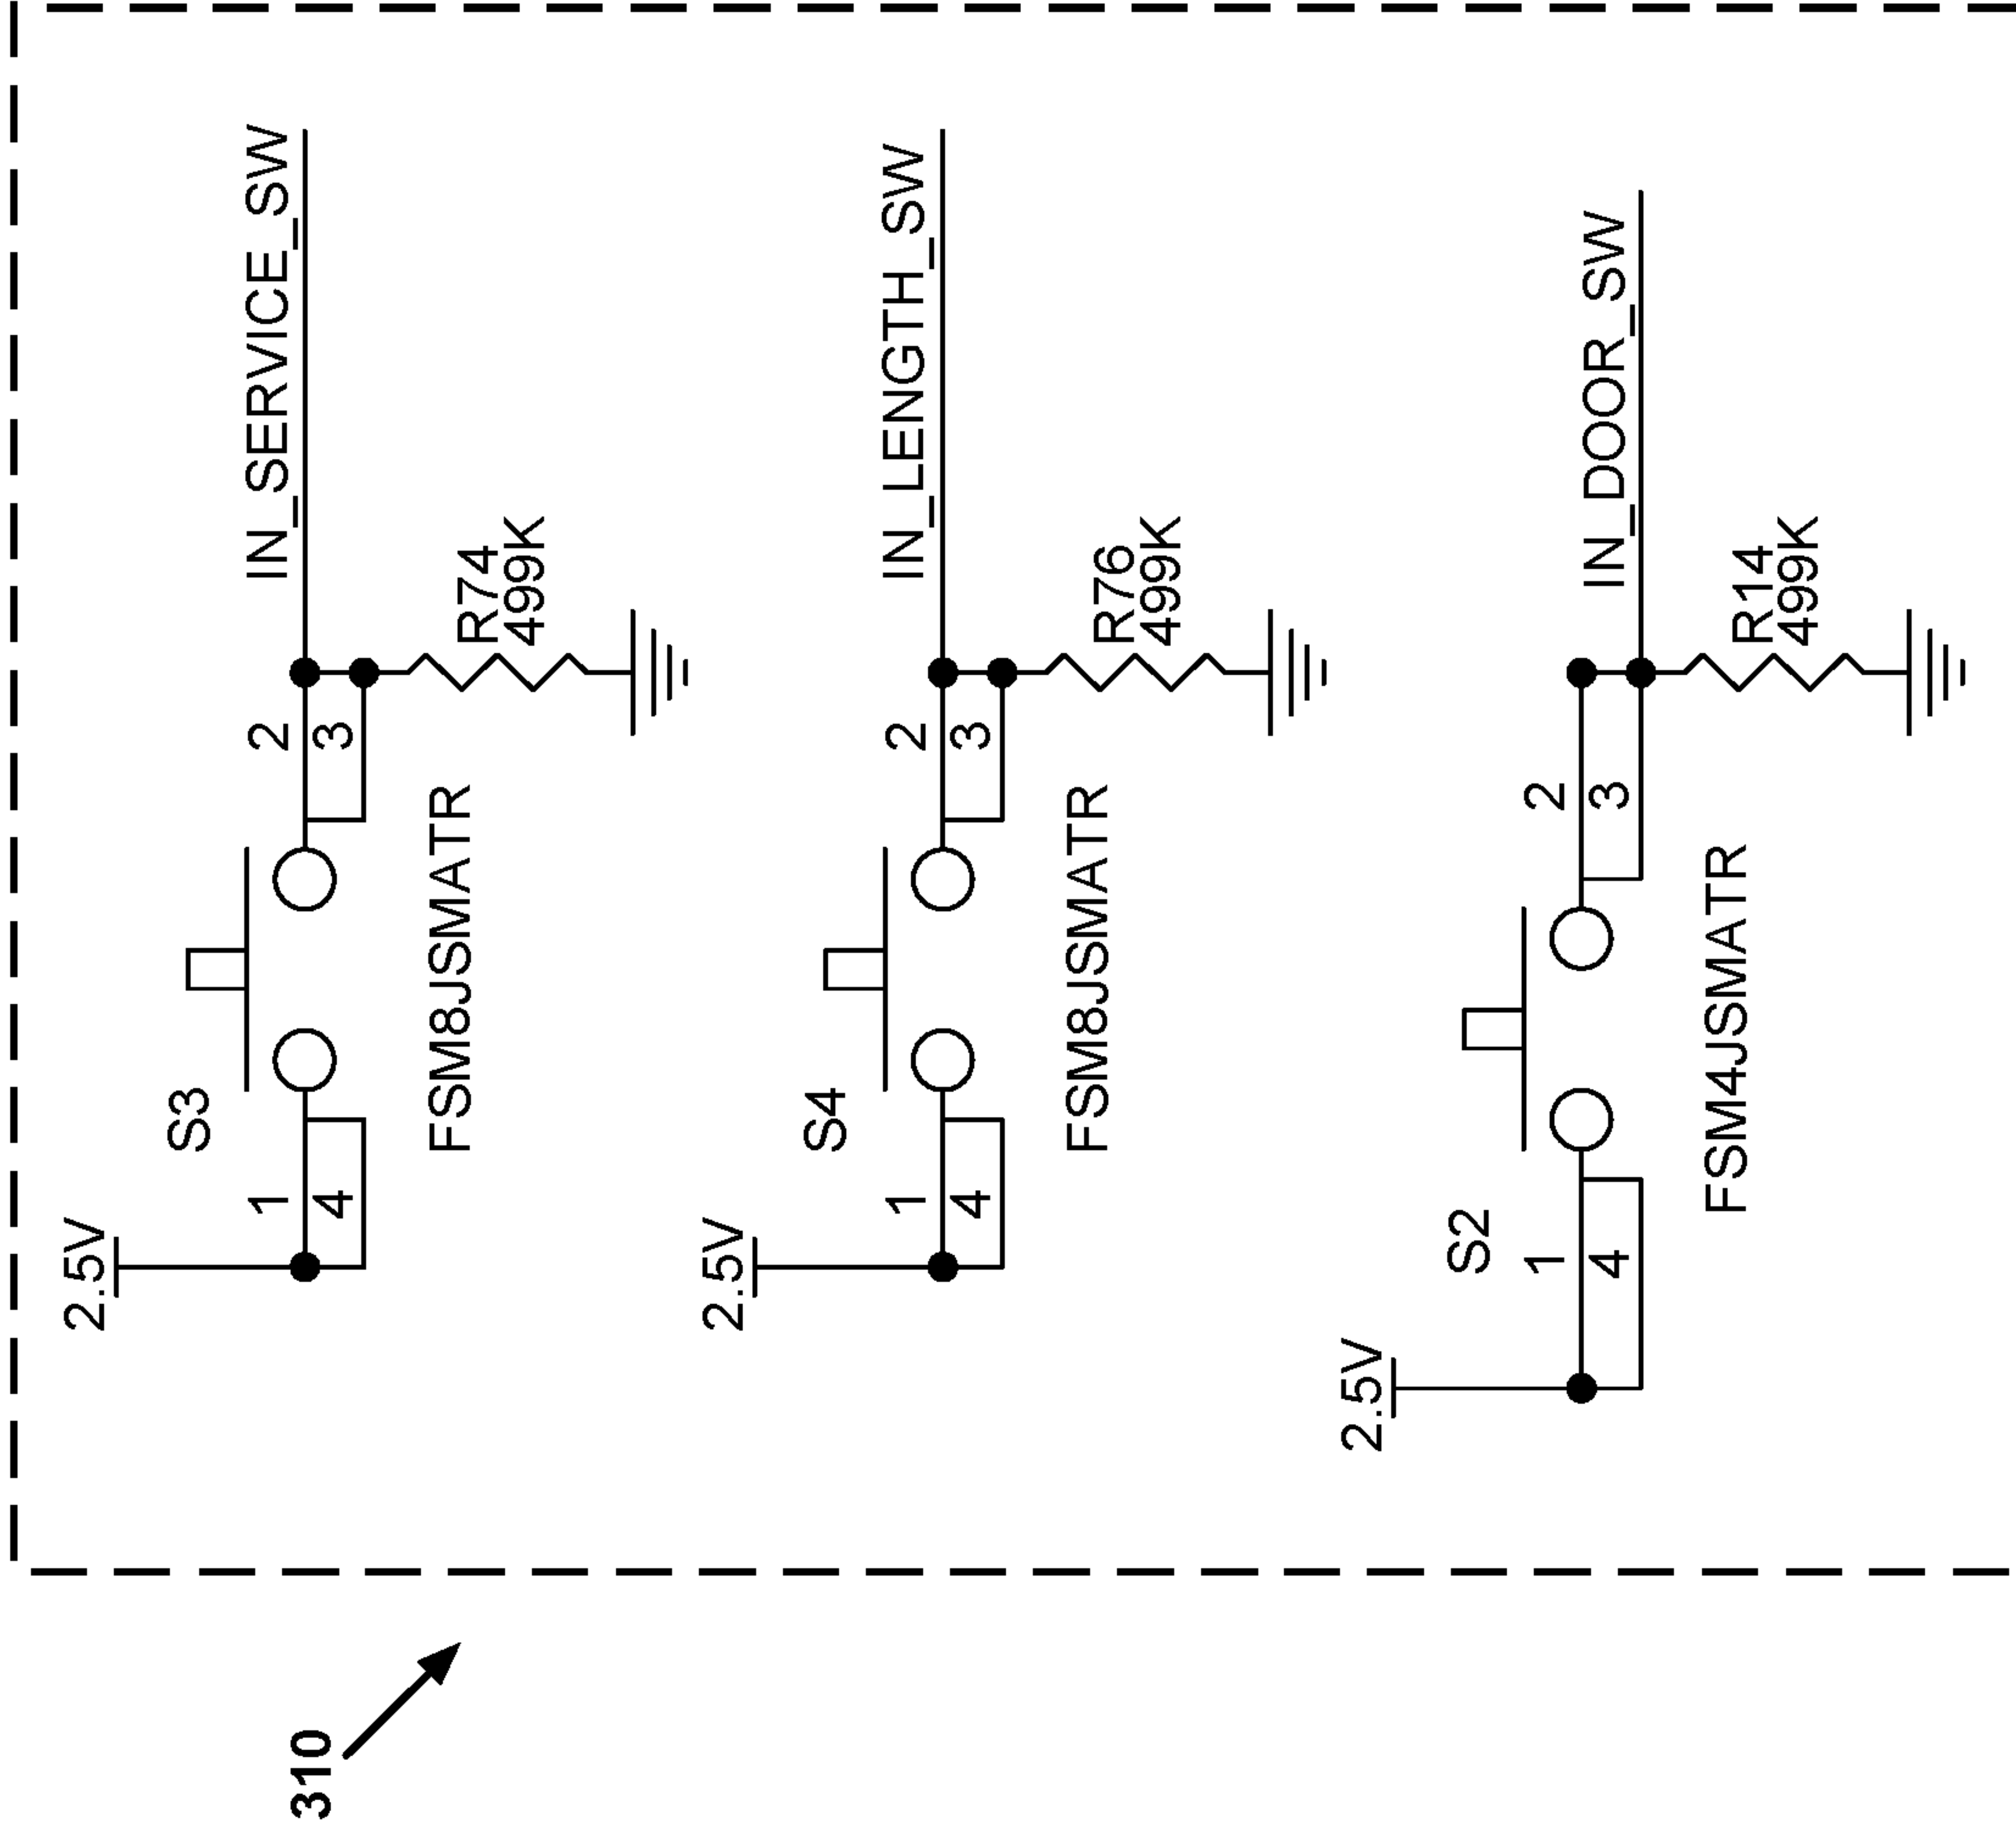 2.5V
S3
1
4
2
3
IN_SERVICE_SW
FSM8JSMATR
R74
499K
2.5V
S4
1
4
2
3
IN_LENGTH_SW
FSM8JSMATR
R76
499K
2.5V
S2
1
4
2
3
IN_DOOR_SW
FSM4JSMATR
R14
499K
310